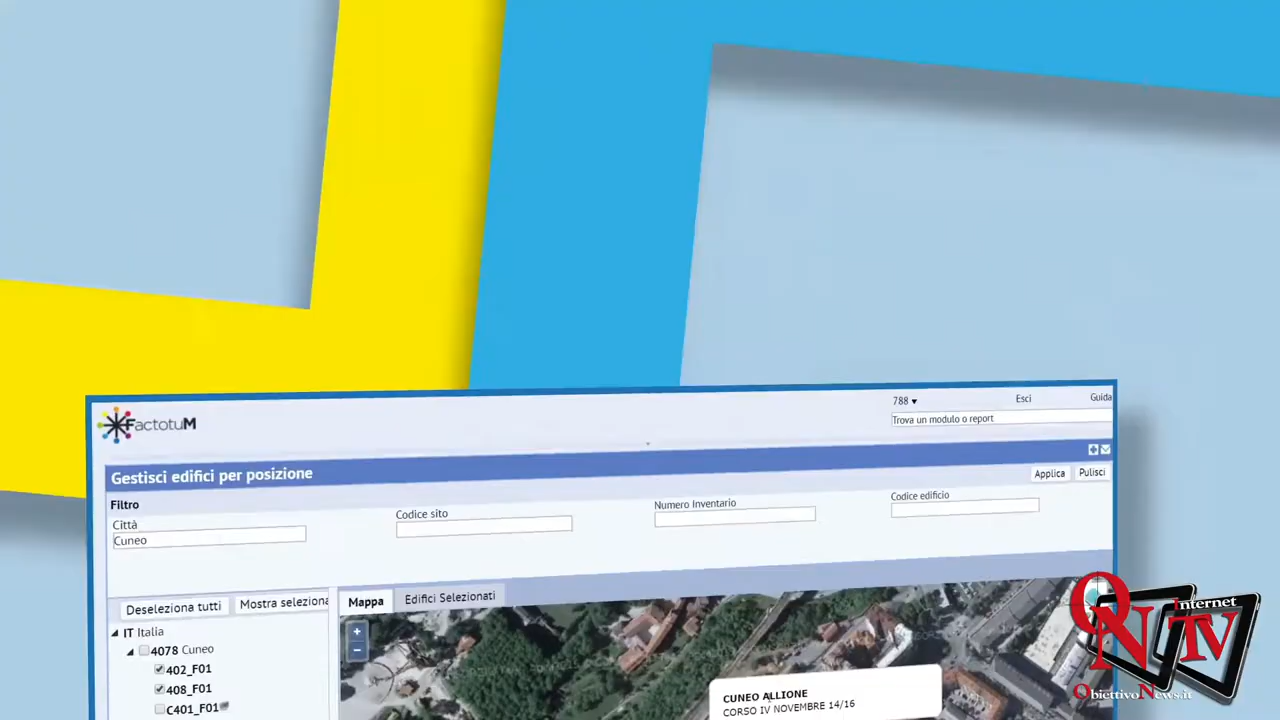 FactotuM
788
Esci
Guida
Trova un modulo o report
Gestisci edifici per posizione
Applica
Pulisci
Filtro
Città
Cuneo
Codice sito
Numero Inventario
Codice edificio
Deseleziona tutti
Mostra seleziona
Mappa
Edifici Selezionati
IT Italia
4078 Cuneo
402_F01
408_F01
C401_F01
CUNEO ALLIONE
CORSO IV NOVEMBRE 14/16
ON
Internet
TV
ObiettivoNews.it